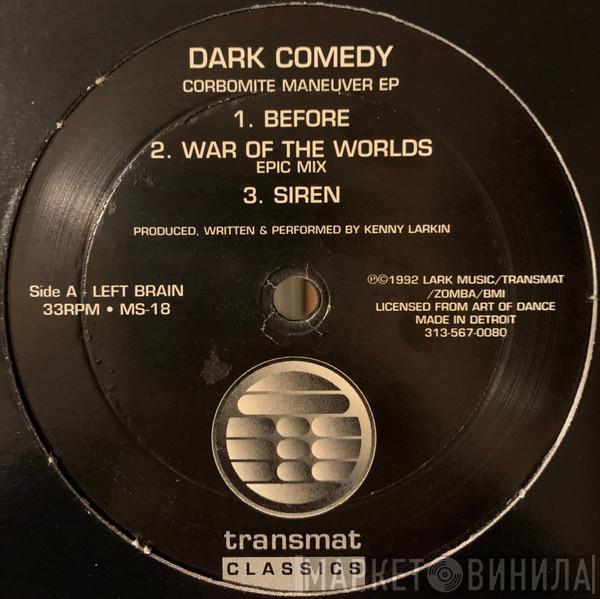 DARK COMEDY
CORBOMITE MANEUVER EP
1. BEFORE
2. WAR OF THE WORLDS
EPIC MIX
3. SIREN
PRODUCED, WRITTEN & PERFORMED BY KENNY LARKIN
Side A - LEFT BRAIN
33RPM • MS-18
℗©1992 LARK MUSIC/TRANSMAT
/ZOMBA/BMI
LICENSED FROM ART OF DANCE
MADE IN DETROIT
313-567-0080
transmat
CLASSICS
МАРКЕТ ВИНИЛА